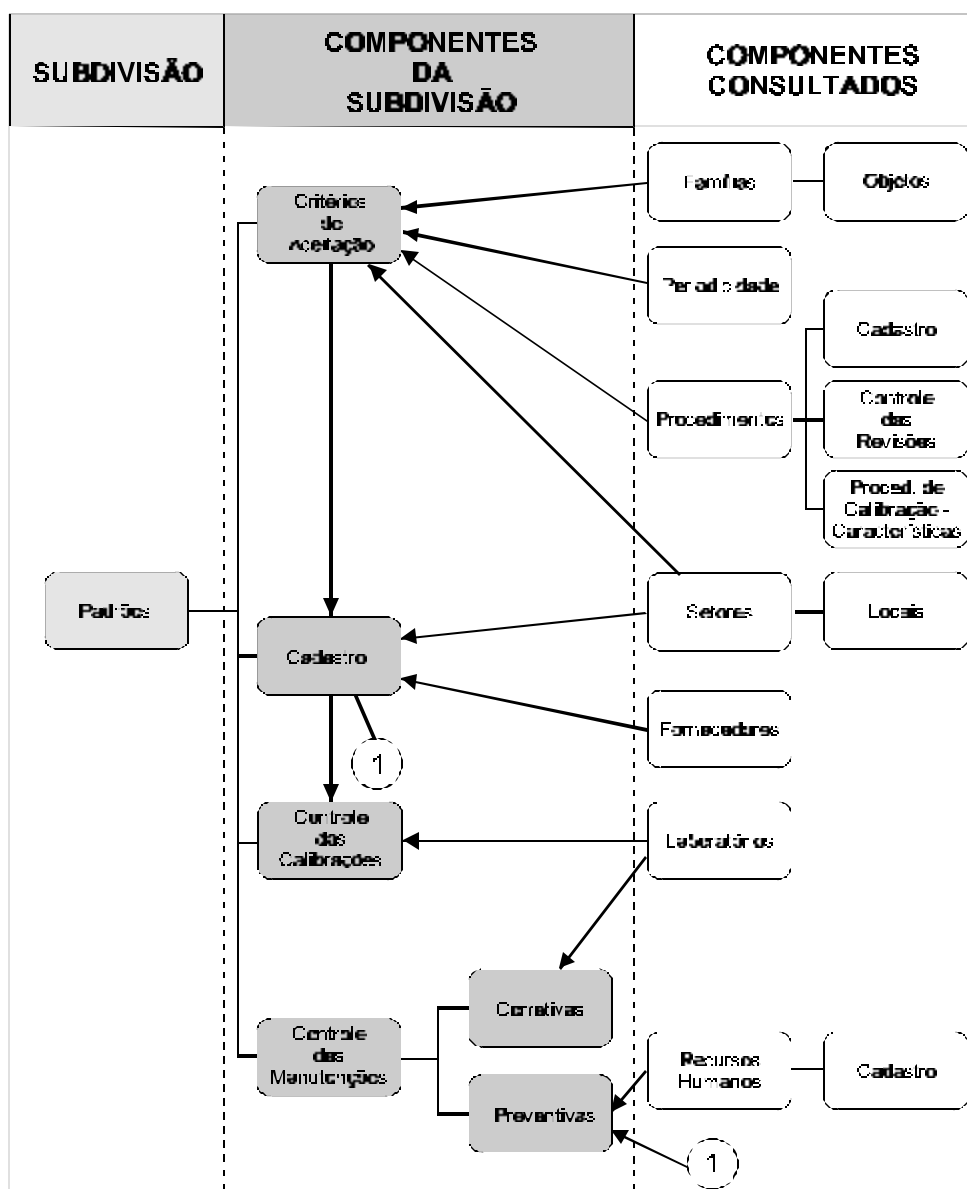 SUBDIVISÃO
COMPONENTES
DA
SUBDIVISÃO
COMPONENTES
CONSULTADOS
Famílias
Objetos
Critérios
de
Aceitação
Periodicidade
Cadastro
Procedimentos
Controle
das
Revisões
Proced. de
Calibração -
Características
Padrões
Setores
Locais
Cadastro
Fornecedores
1
Controle
das
Calibrações
Laboratórios
Corretivas
Controle
das
Manutenções
Recursos
Humanos
Cadastro
Preventivas
1